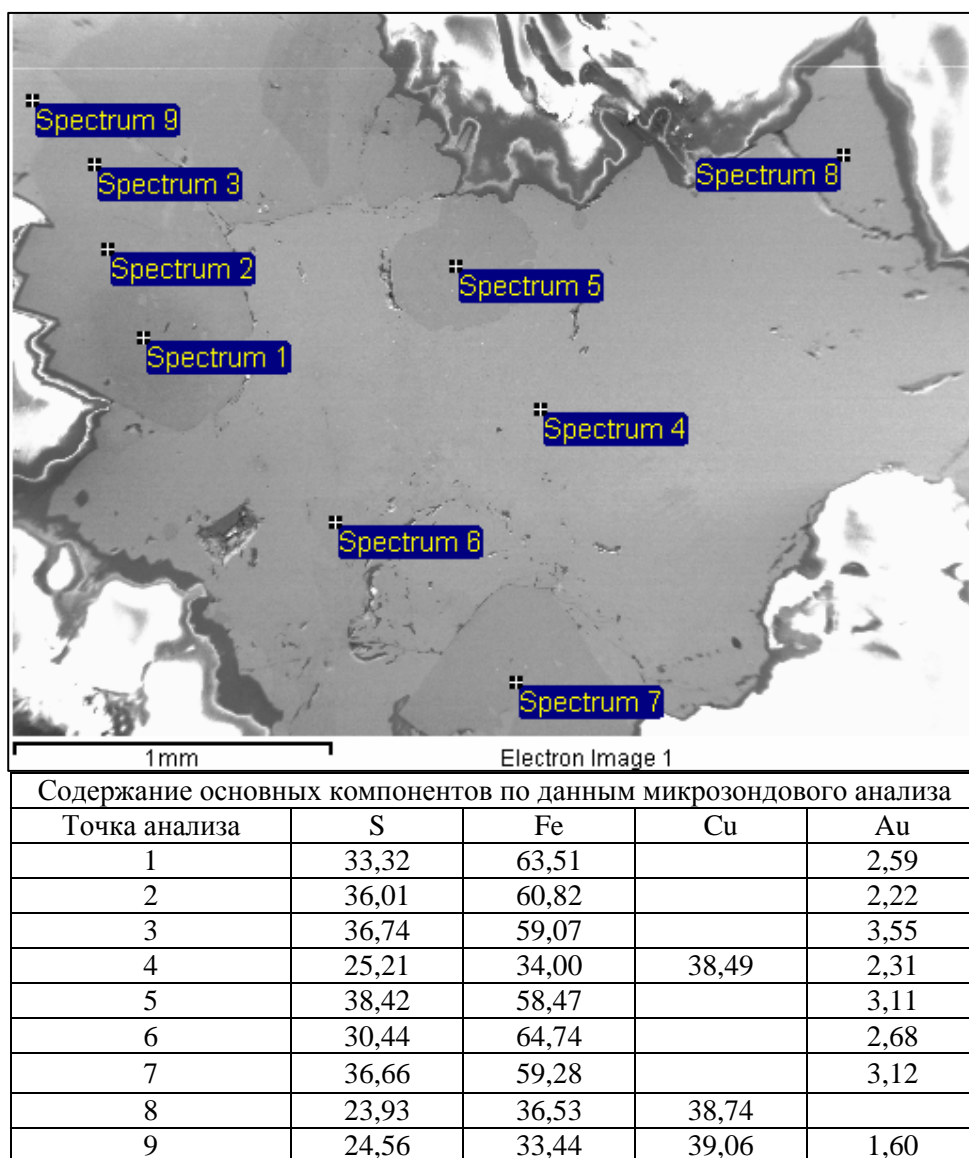 Spectrum 9
Spectrum 3
Spectrum 8
Spectrum 2
Spectrum 5
Spectrum 1
Spectrum 4
Spectrum 6
Spectrum 7
1mm Electron Image 1
Содержание основных компонентов по данным микрозондового анализа
Точка анализа S Fe Cu Au
1 33,32 63,51 2,59
2 36,01 60,82 2,22
3 36,74 59,07 3,55
4 25,21 34,00 38,49 2,31
5 38,42 58,47 3,11
6 30,44 64,74 2,68
7 36,66 59,28 3,12
8 23,93 36,53 38,74
9 24,56 33,44 39,06 1,60